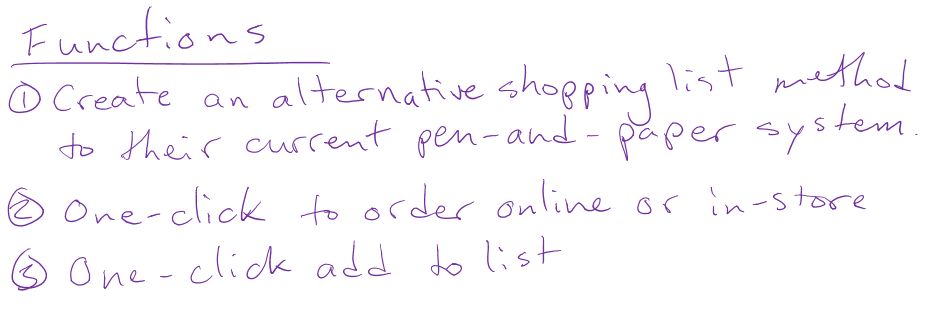 Functions
① Create an alternative shopping list method
to their current pen-and-paper system.
② One-click to order online or in-store
③ One-click add to list